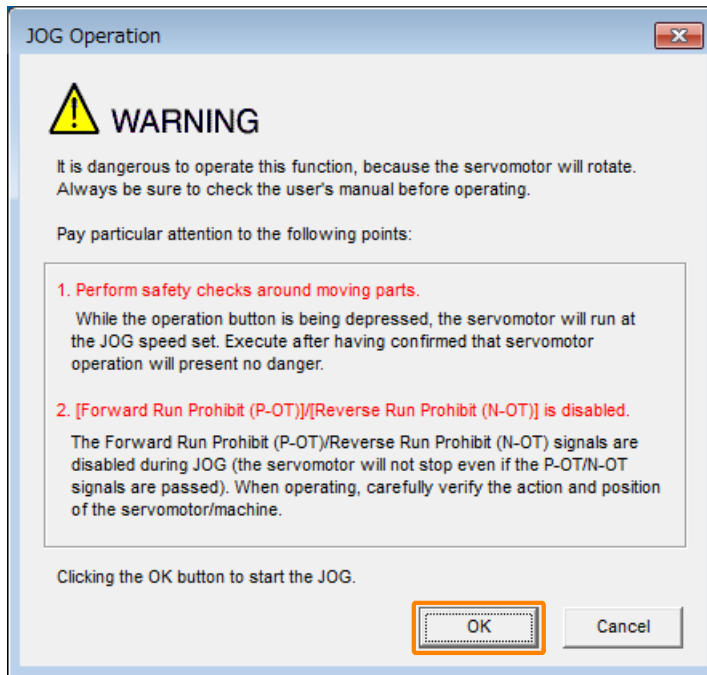 JOG Operation
WARNING
It is dangerous to operate this function, because the servomotor will rotate.
Always be sure to check the user's manual before operating.
Pay particular attention to the following points:
1. Perform safety checks around moving parts.
While the operation button is being depressed, the servomotor will run at
the JOG speed set. Execute after having confirmed that servomotor
operation will present no danger.
2. [Forward Run Prohibit (P-OT)]/[Reverse Run Prohibit (N-OT)] is disabled.
The Forward Run Prohibit (P-OT)/Reverse Run Prohibit (N-OT) signals are
disabled during JOG (the servomotor will not stop even if the P-OT/N-OT
signals are passed). When operating, carefully verify the action and position
of the servomotor/machine.
Clicking the OK button to start the JOG.
OK
Cancel